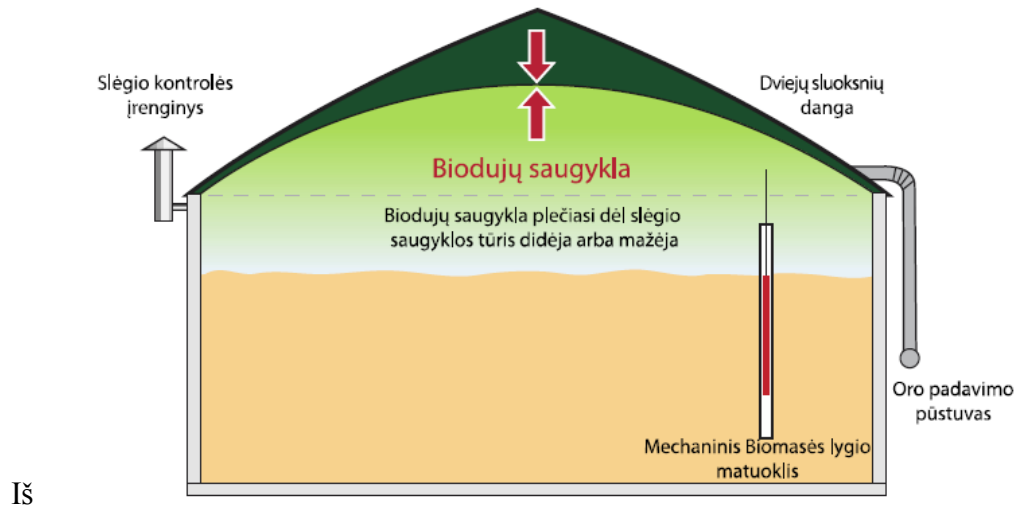 Slėgio kontrolės
įrenginys
Dviejų sluoksnių
danga
Biodujų saugykla
Biodujų saugykla plečiasi dėl slėgio
saugyklos tūris didėja arba mažėja
Oro padavimo
pūstuvas
Mechaninis Biomasės lygio
matuoklis
Iš